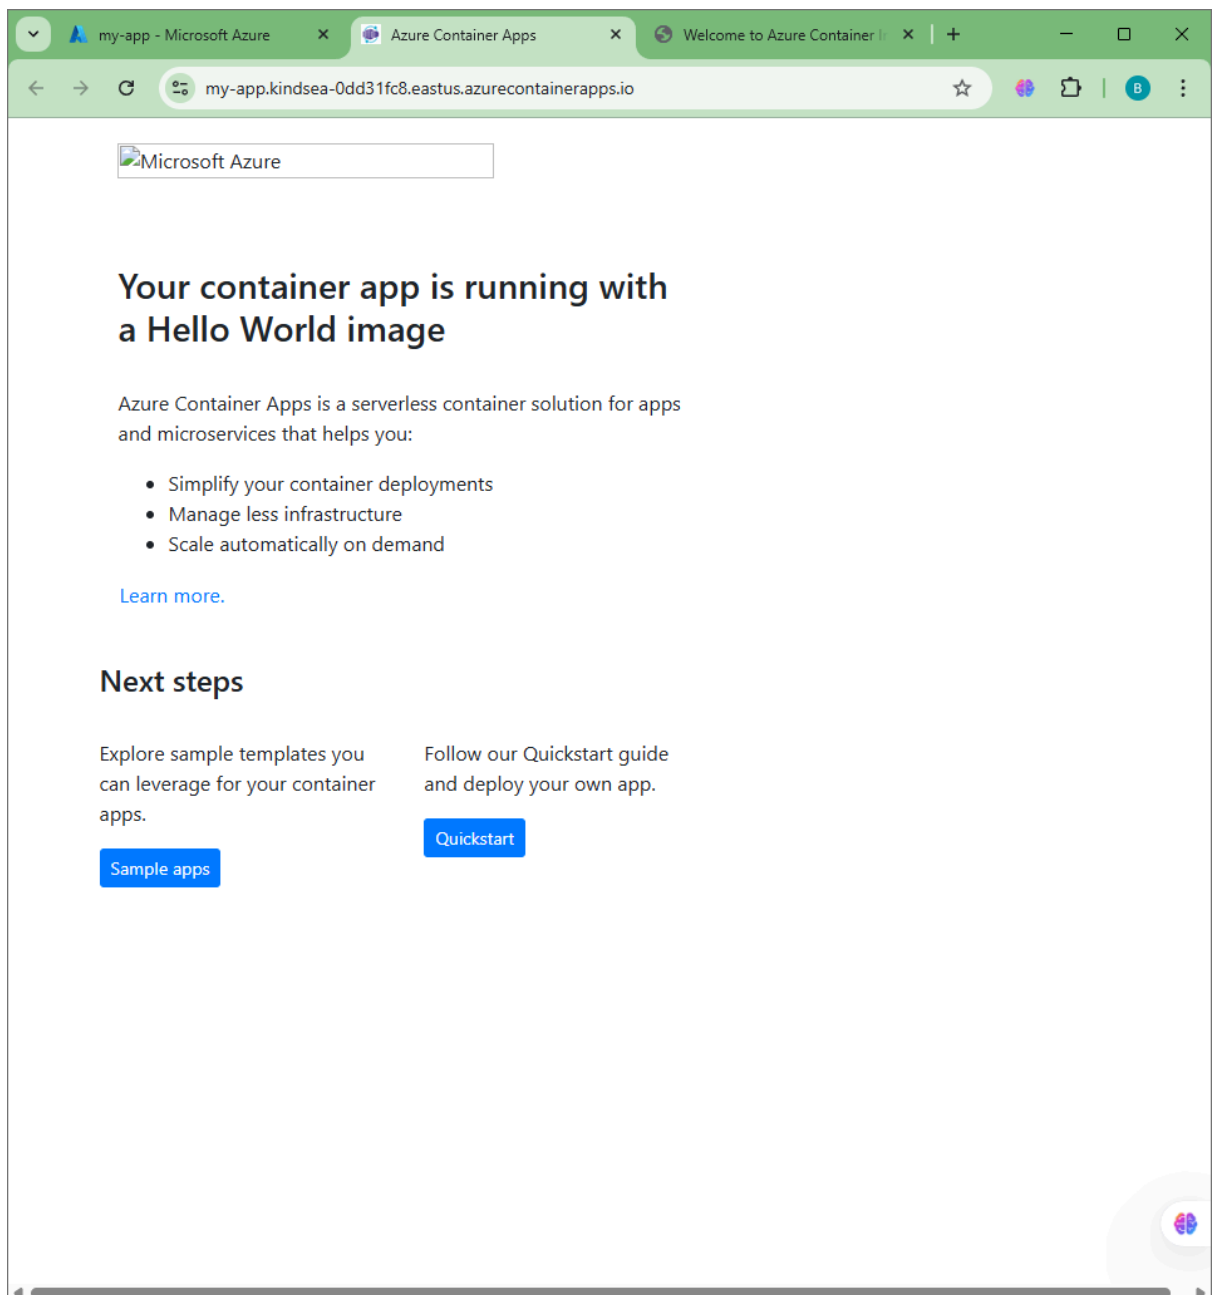 my-app - Microsoft Azure
Azure Container Apps
Welcome to Azure Container I
my-app.kindsea-0dd31fc8.eastus.azurecontainerapps.io
B
Microsoft Azure
Your container app is running with
a Hello World image
Azure Container Apps is a serverless container solution for apps
and microservices that helps you:
Simplify your container deployments
Manage less infrastructure
Scale automatically on demand
Learn more.
Next steps
Explore sample templates you
can leverage for your container
apps.
Sample apps
Follow our Quickstart guide
and deploy your own app.
Quickstart